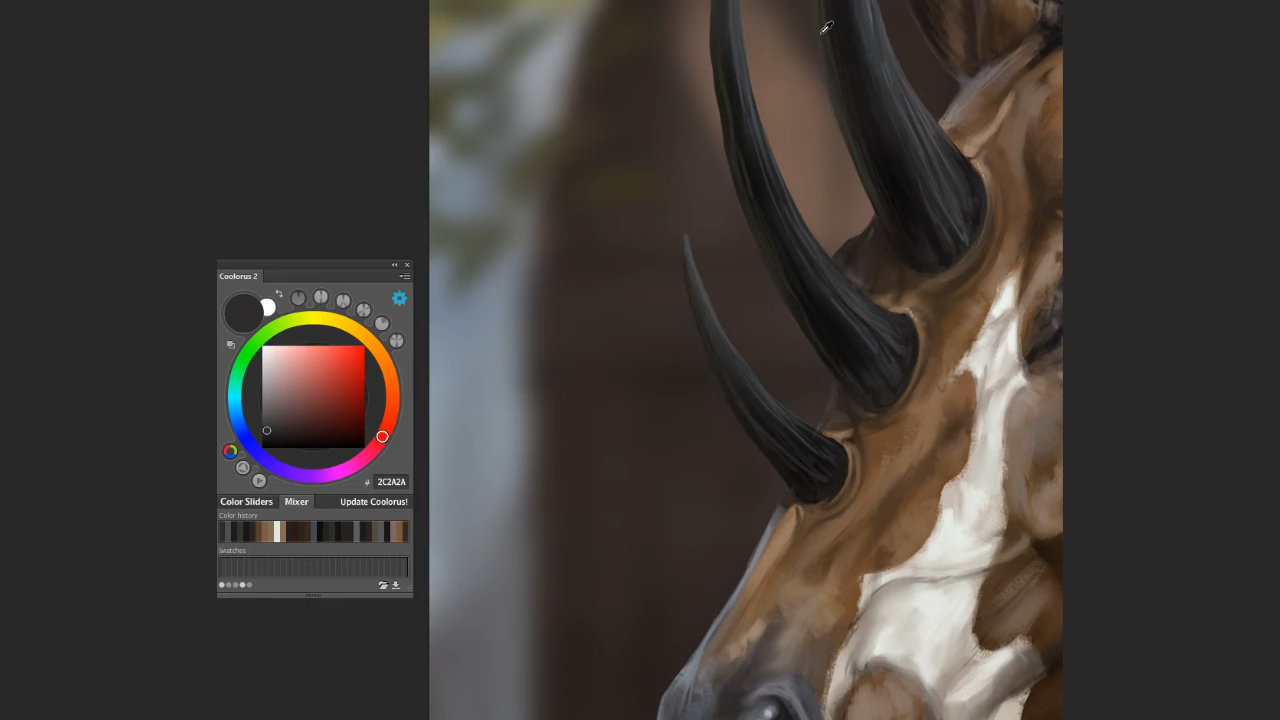 Coolorus 2
# 2C2A2A
Color Sliders Mixer Update Coolorus!
Color history
Swatches